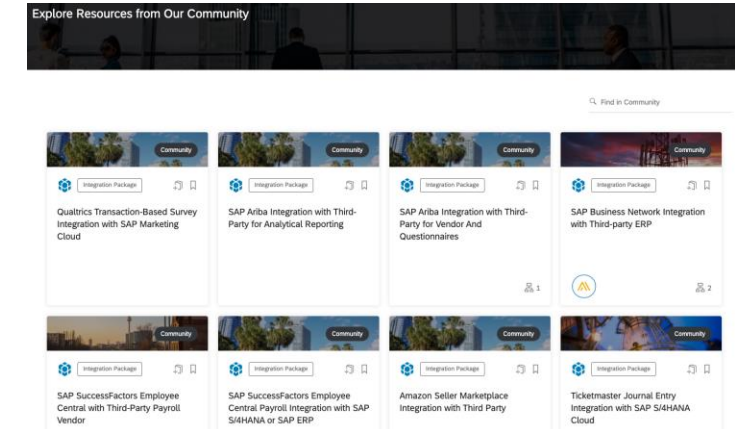 Explore Resources from Our Community
Find in Community
Community
Integration Package
Qualtrics Transaction-Based Survey
Integration with SAP Marketing
Cloud
Community
Integration Package
SAP Ariba Integration with Third-
Party for Analytical Reporting
Community
Integration Package
SAP Ariba Integration with Third-
Party for Vendor And
Questionnaires
1
Community
Integration Package
SAP Business Network Integration
with Third-party ERP
2
Community
Integration Package
SAP SuccessFactors Employee
Central with Third-Party Payroll
Vendor
Community
Integration Package
SAP SuccessFactors Employee
Central Payroll Integration with SAP
S/4HANA or SAP ERP
Community
Integration Package
Amazon Seller Marketplace
Integration with Third Party
Community
Integration Package
Ticketmaster Journal Entry
Integration with SAP S/4HANA
Cloud